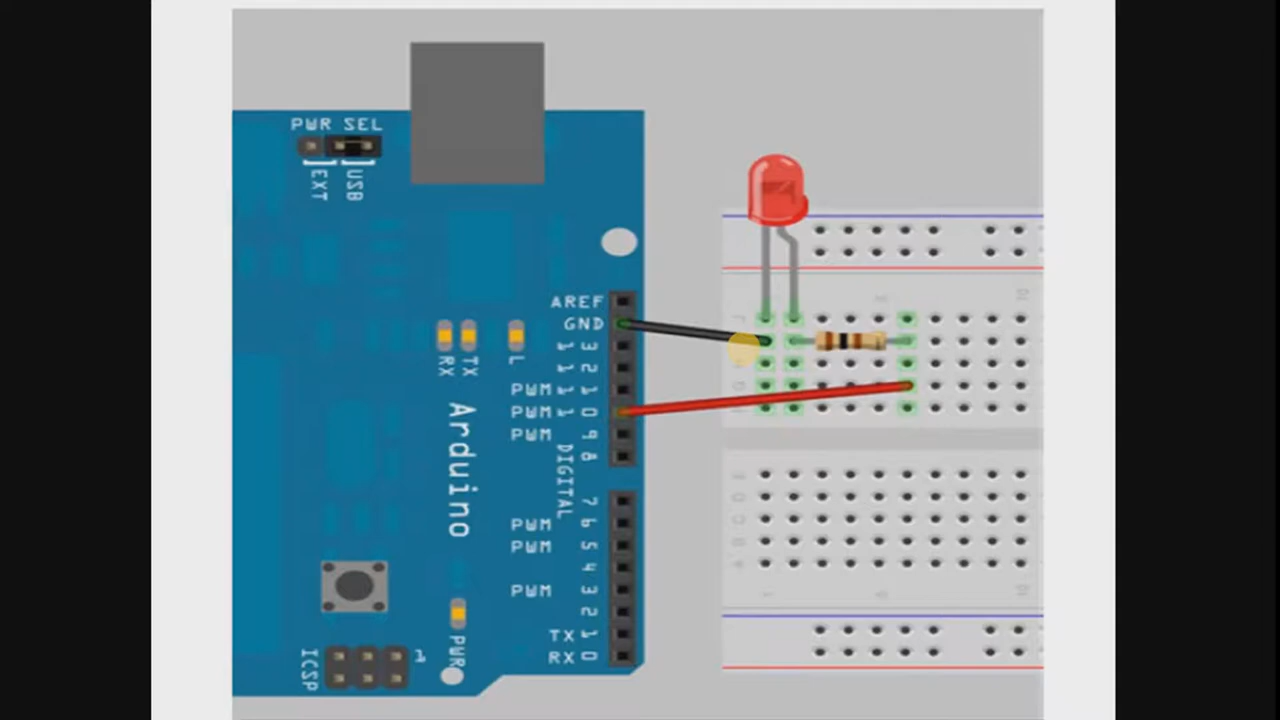 PWR SEL
EXT
USB
AREF
GND
13
12
PWM 11
PWM 10
PWM 9
8
RX
TX
L
Arduino
DIGITAL
7
PWM 6
PWM 5
4
PWM 3
2
TX 1
RX 0
PWR
ICSP
1